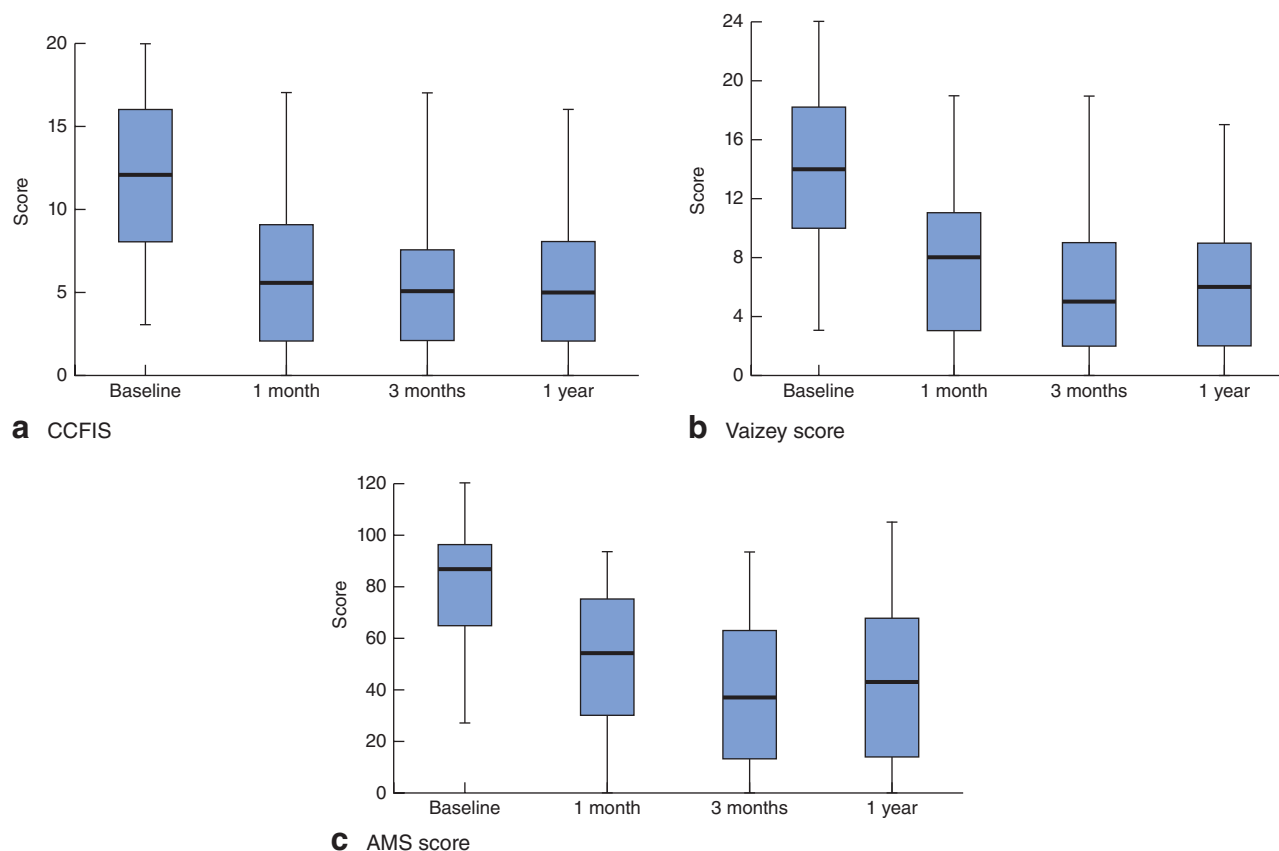 20
15
10
5
0
Score
Baseline
1 month
3 months
1 year
a CCFIS
24
20
16
12
8
4
0
Score
Baseline
1 month
3 months
1 year
b Vaizey score
120
100
80
60
40
20
0
Score
Baseline
1 month
3 months
1 year
c AMS score